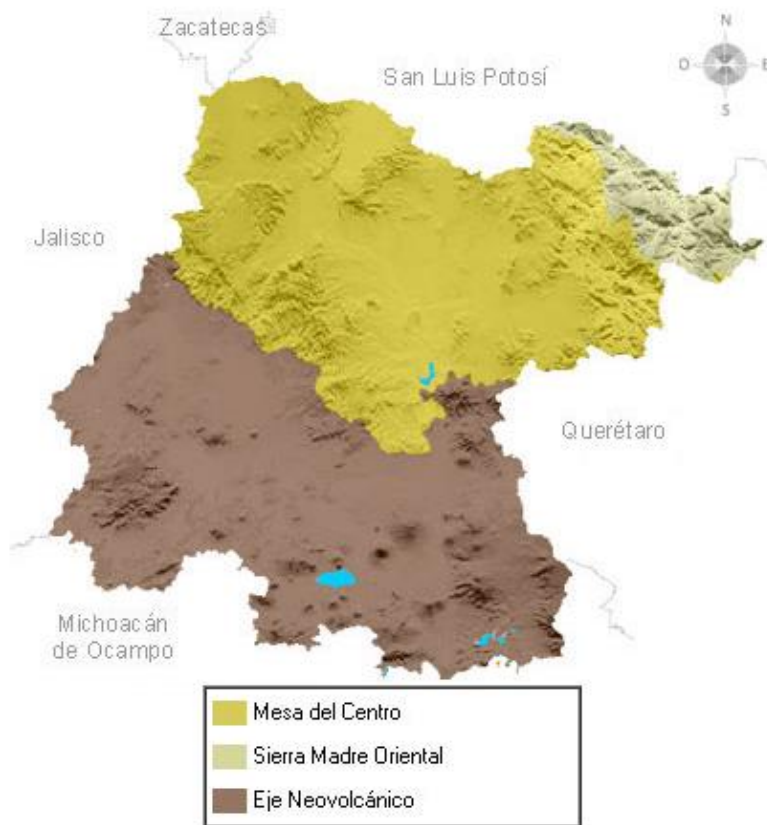 Zacatecas
San Luis Potosí
N
O
E
S
Jalisco
Querétaro
Michoacán
de Ocampo
Mesa del Centro
Sierra Madre Oriental
Eje Neovolcánico